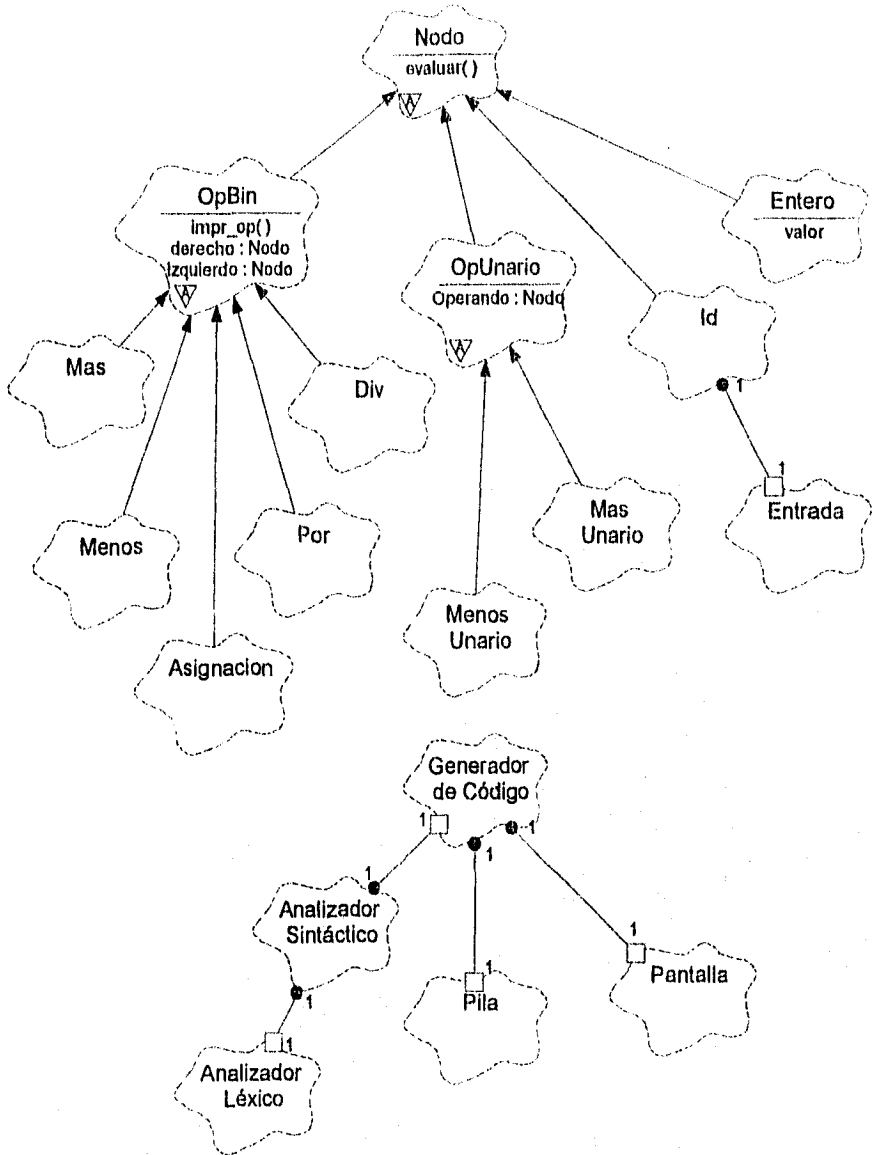 Nodo
evaluar( )
A
OpBin
impr_op( )
derecho : Nodo
Izquierdo : Nodo
A
OpUnario
Operando : Nodo
A
Entero
valor
Id
1
1
Entrada
Mas
Div
Menos
Por
Mas
Unario
Menos
Unario
Asignacion
Generador
de Código
1
1
1
1
Analizador
Sintáctico
1
1
Analizador
Léxico
1
Pila
1
Pantalla